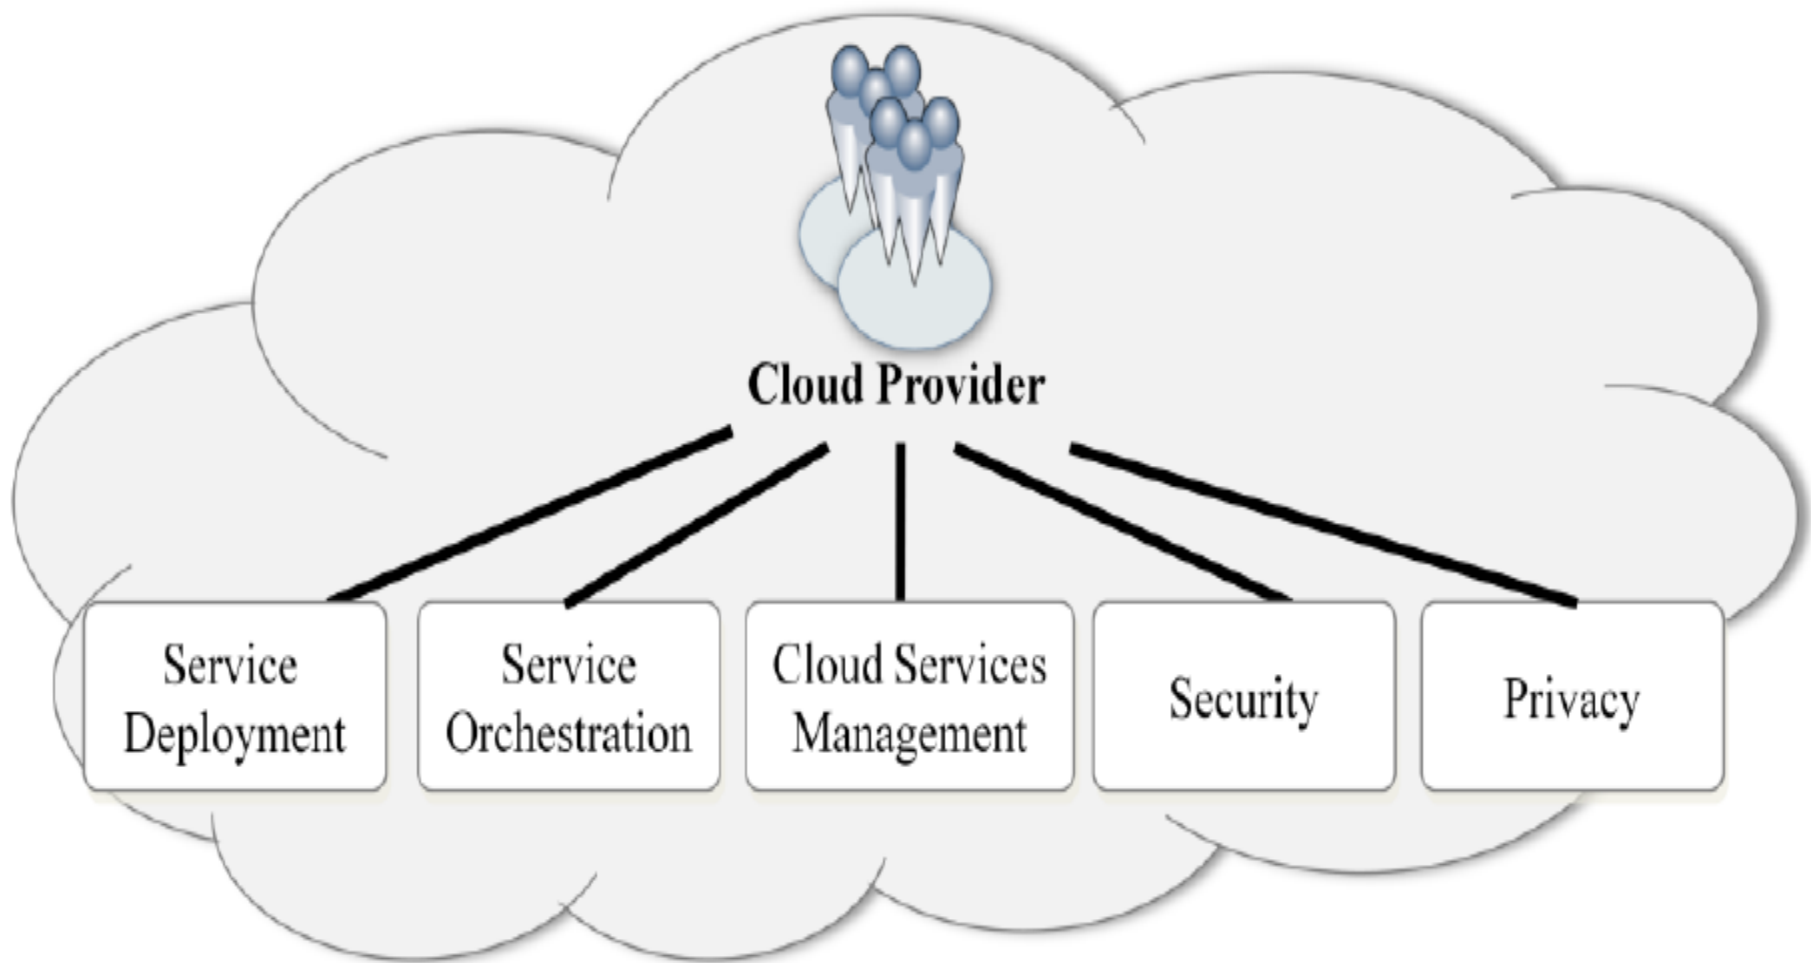 Cloud Provider
Service
Deployment
Service
Orchestration
Cloud Services
Management
Security
Privacy